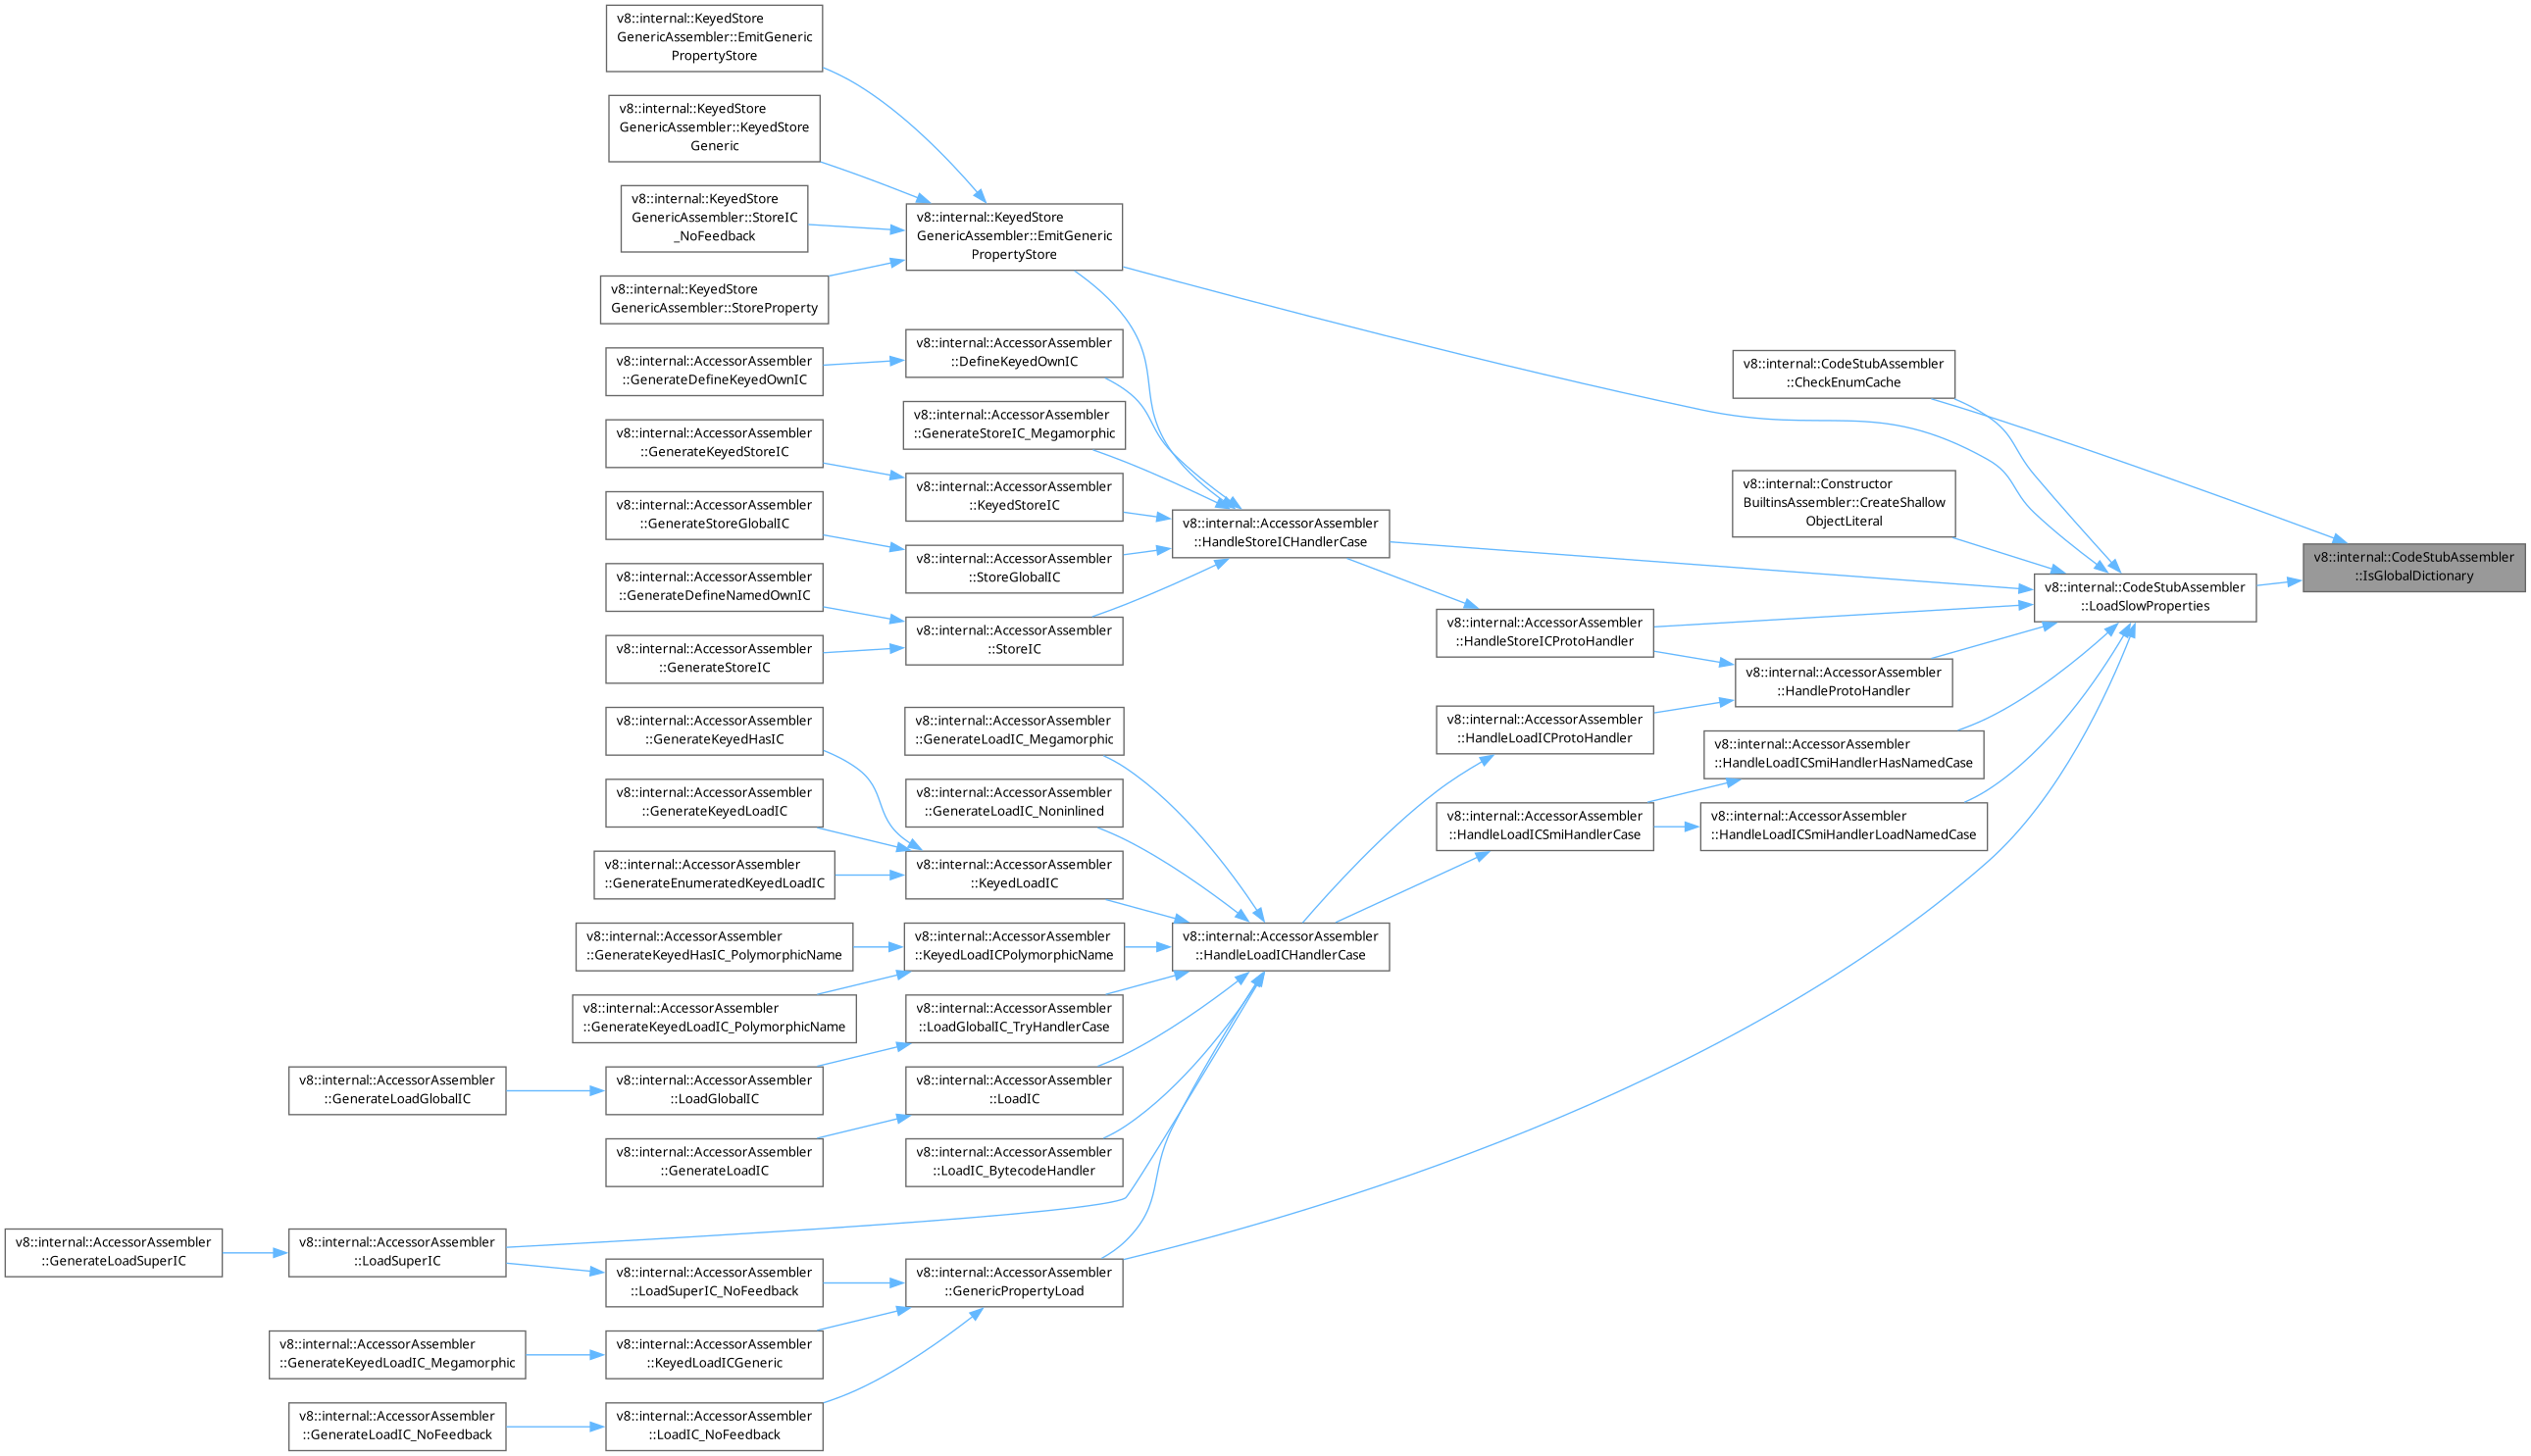 v8::internal::KeyedStore
GenericAssembler::EmitGeneric
PropertyStore
v8::internal::KeyedStore
GenericAssembler::KeyedStore
Generic
v8::internal::KeyedStore
GenericAssembler::StoreIC
_NoFeedback
v8::internal::KeyedStore
GenericAssembler::StoreProperty
v8::internal::AccessorAssembler
::GenerateDefineKeyedOwnIC
v8::internal::AccessorAssembler
::GenerateKeyedStoreIC
v8::internal::AccessorAssembler
::GenerateStoreGlobalIC
v8::internal::AccessorAssembler
::GenerateDefineNamedOwnIC
v8::internal::AccessorAssembler
::GenerateStoreIC
v8::internal::AccessorAssembler
::GenerateKeyedHasIC
v8::internal::AccessorAssembler
::GenerateKeyedLoadIC
v8::internal::AccessorAssembler
::GenerateEnumeratedKeyedLoadIC
v8::internal::AccessorAssembler
::GenerateKeyedHasIC_PolymorphicName
v8::internal::AccessorAssembler
::GenerateKeyedLoadIC_PolymorphicName
v8::internal::AccessorAssembler
::GenerateLoadGlobalIC
v8::internal::AccessorAssembler
::LoadGlobalIC
v8::internal::AccessorAssembler
::GenerateLoadIC
v8::internal::AccessorAssembler
::GenerateLoadSuperIC
v8::internal::AccessorAssembler
::LoadSuperIC
v8::internal::AccessorAssembler
::LoadSuperIC_NoFeedback
v8::internal::AccessorAssembler
::GenerateKeyedLoadIC_Megamorphic
v8::internal::AccessorAssembler
::KeyedLoadICGeneric
v8::internal::AccessorAssembler
::GenerateLoadIC_NoFeedback
v8::internal::AccessorAssembler
::LoadIC_NoFeedback
v8::internal::KeyedStore
GenericAssembler::EmitGeneric
PropertyStore
v8::internal::AccessorAssembler
::DefineKeyedOwnIC
v8::internal::AccessorAssembler
::GenerateStoreIC_Megamorphic
v8::internal::AccessorAssembler
::KeyedStoreIC
v8::internal::AccessorAssembler
::StoreGlobalIC
v8::internal::AccessorAssembler
::StoreIC
v8::internal::AccessorAssembler
::GenerateLoadIC_Megamorphic
v8::internal::AccessorAssembler
::GenerateLoadIC_Noninlined
v8::internal::AccessorAssembler
::KeyedLoadIC
v8::internal::AccessorAssembler
::KeyedLoadICPolymorphicName
v8::internal::AccessorAssembler
::LoadGlobalIC_TryHandlerCase
v8::internal::AccessorAssembler
::LoadIC
v8::internal::AccessorAssembler
::LoadIC_BytecodeHandler
v8::internal::AccessorAssembler
::GenericPropertyLoad
v8::internal::AccessorAssembler
::HandleStoreICHandlerCase
v8::internal::AccessorAssembler
::HandleLoadICHandlerCase
v8::internal::AccessorAssembler
::HandleStoreICProtoHandler
v8::internal::AccessorAssembler
::HandleLoadICProtoHandler
v8::internal::AccessorAssembler
::HandleLoadICSmiHandlerCase
v8::internal::CodeStubAssembler
::CheckEnumCache
v8::internal::Constructor
BuiltinsAssembler::CreateShallow
ObjectLiteral
v8::internal::AccessorAssembler
::HandleProtoHandler
v8::internal::AccessorAssembler
::HandleLoadICSmiHandlerHasNamedCase
v8::internal::AccessorAssembler
::HandleLoadICSmiHandlerLoadNamedCase
v8::internal::CodeStubAssembler
::LoadSlowProperties
v8::internal::CodeStubAssembler
::IsGlobalDictionary